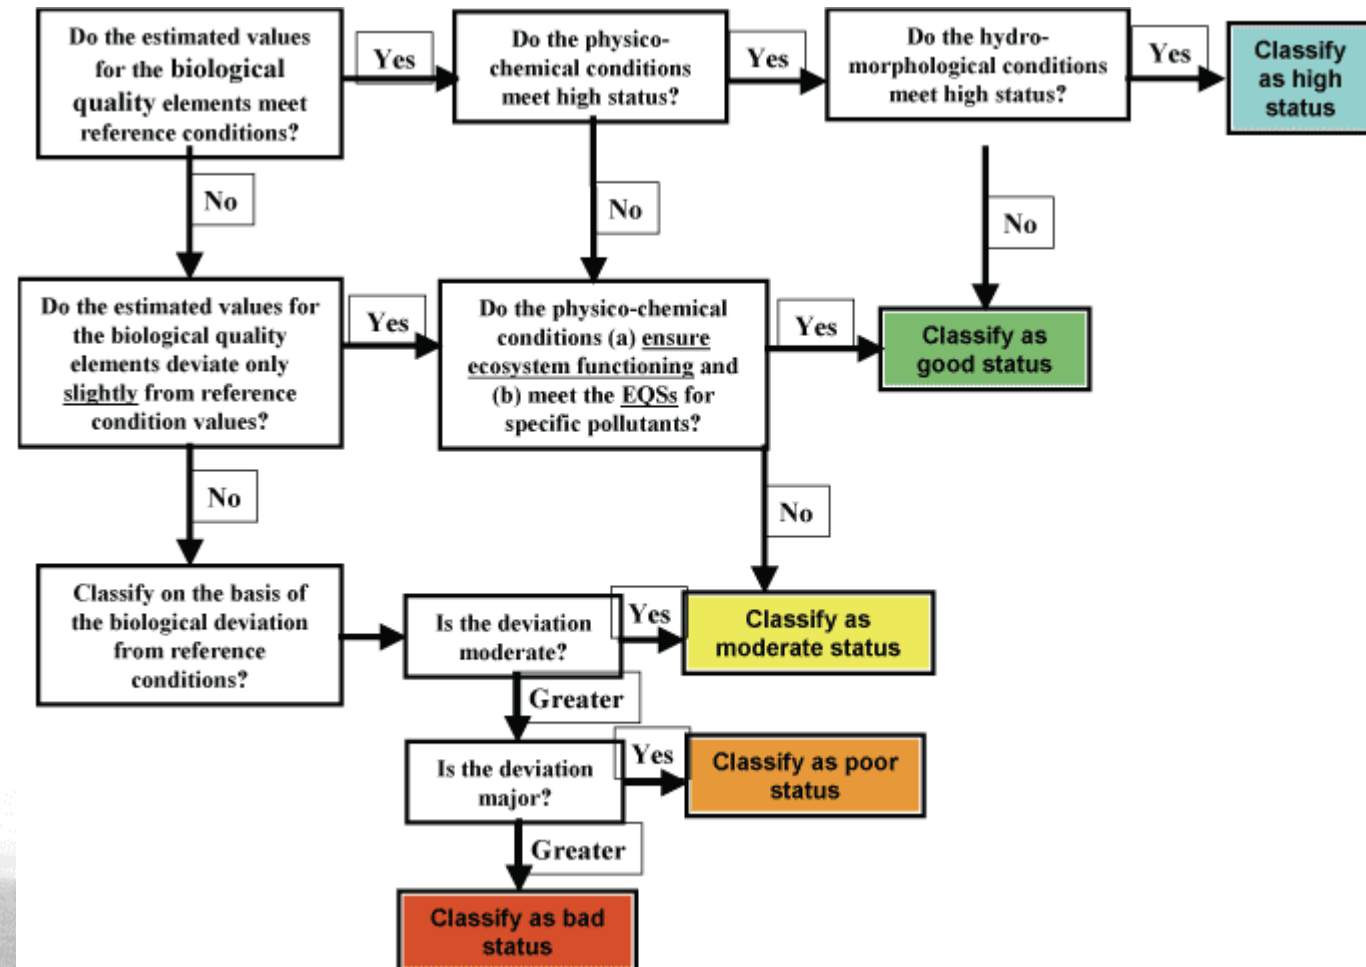 Do the estimated values
for the biological
quality elements meet
reference conditions?
Yes
Do the physico-
chemical conditions
meet high status?
Yes
Do the hydro-
morphological conditions
meet high status?
Yes
Classify
as high
status
No
No
No
Do the estimated values for
the biological quality
elements deviate only
slightly from reference
condition values?
Yes
Do the physico-chemical
conditions (a) ensure
ecosystem functioning and
(b) meet the EQSs for
specific pollutants?
Yes
Classify as
good status
No
No
Classify on the basis of
the biological deviation
from reference
conditions?
Is the deviation
moderate?
Yes
Classify as
moderate status
Greater
Is the deviation
major?
Yes
Classify as poor
status
Greater
Classify as bad
status